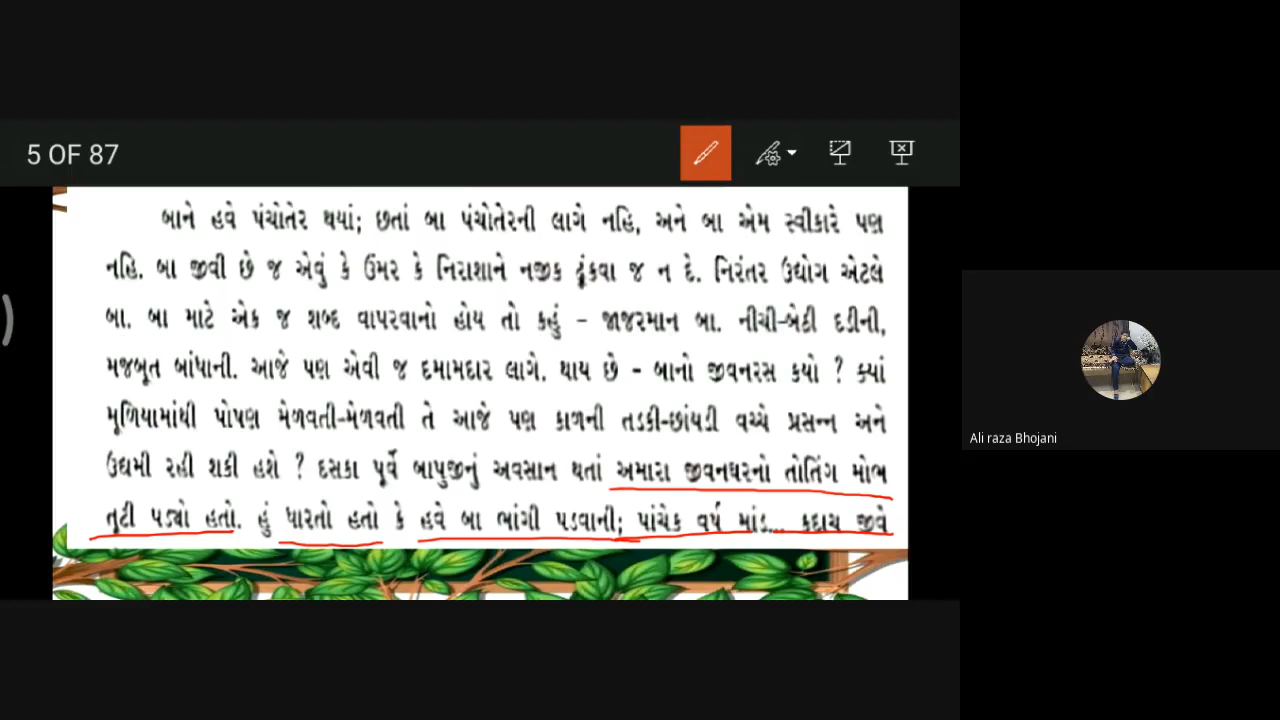 5 OF 87
બાને હવે પંચોતેર થયાં; છતાં બા પંચોતેરની લાગે નહિ, અને બા એમ સ્વીકારે પણ
નહિ. બા જીવી છે જ એવું કે ઉંમર કે નિરાશાને નજીક ઢૂંકવા જ ન દે. નિરંતર ઉદ્યોગ એટલે
બા. બા માટે એક જ શબ્દ વાપરવાનો હોય તો કહું – જાજરમાન બા. નીચી-બેઠી દડીની,
મજબૂત બાંધાની. આજે પણ એવી જ દમામદાર લાગે. થાય છે - બાનો જીવનરસ કયો ? ક્યાં
મૂળિયામાંથી પોષણ મેળવતી-મેળવતી તે આજે પણ કાળની તડકી-છાંયડી વચ્ચે પ્રસન્ન અને
ઉદ્યમી રહી શકી હશે ? દસકા પૂર્વે બાપુજીનું અવસાન થતાં અમારા જીવનઘરનો તોતિંગ મોભ
તૂટી પડ્યો હતો. હું ધારતો હતો કે હવે બા ભાંગી પડવાની; પાંચેક વર્ષ માંડ... કદાચ જીવે
Ali raza Bhojani